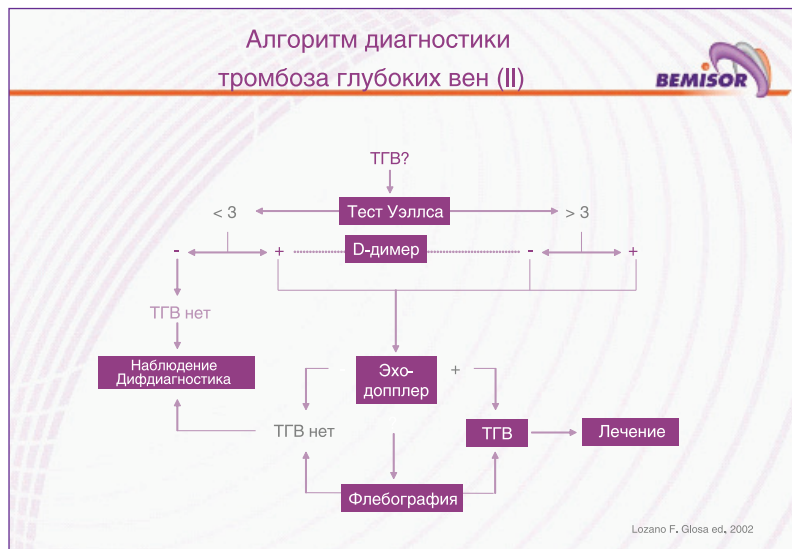 Алгоритм диагностики
тромбоза глубоких вен (II)
BEMISOR
ТГВ?
< 3
Тест Уэллса
> 3
- + D-димер - +
ТГВ нет
Наблюдение
Дифдиагностика
- Эхо-
допплер +
ТГВ нет
ТГВ
Лечение
Флебография
Lozano F. Glosa ed., 2002